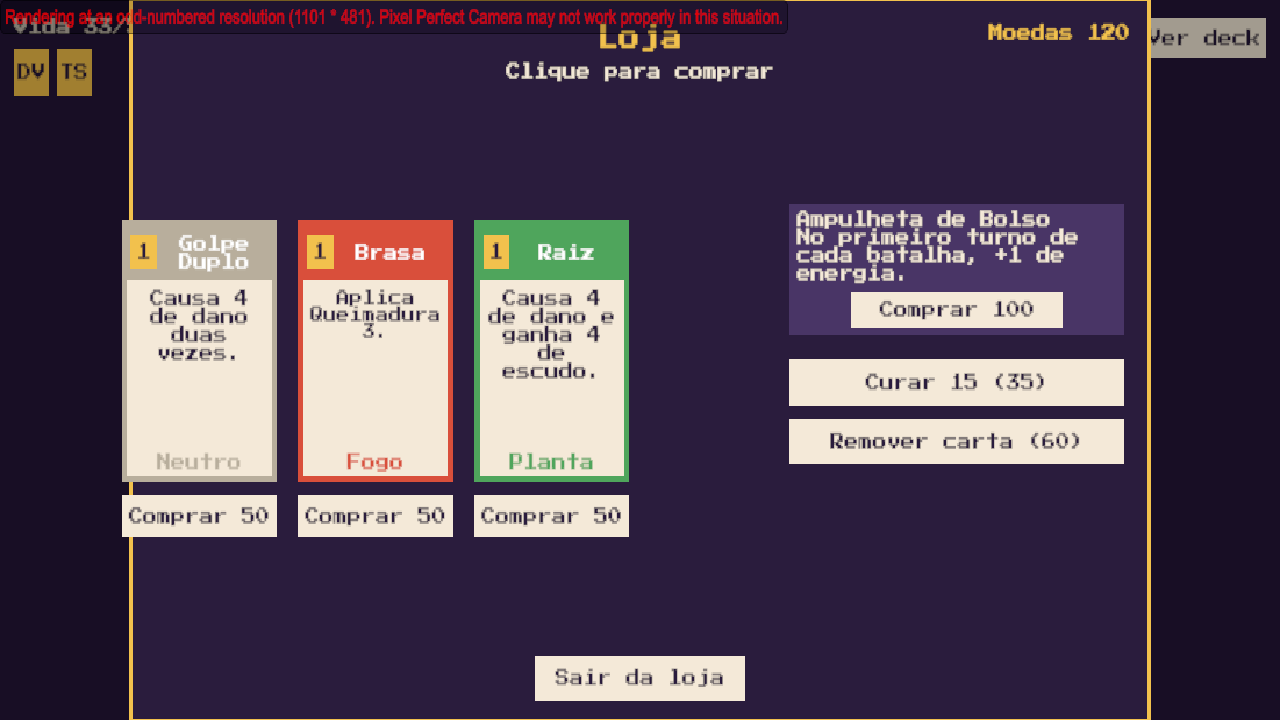 Rendering at an odd-numbered resolution (1101 * 481). Pixel Perfect Camera may not work properly in this situation.
Vida 33/
DV TS
Loja
Clique para comprar
Moedas 120
Ver deck
1 Golpe
Duplo
Causa 4
de dano
duas
vezes.
Neutro
Comprar 50
1 Brasa
Aplica
Queimadura
3.
Fogo
Comprar 50
1 Raiz
Causa 4
de dano e
ganha 4
de
escudo.
Planta
Comprar 50
Ampulheta de Bolso
No primeiro turno de
cada batalha, +1 de
energia.
Comprar 100
Curar 15 (35)
Remover carta (60)
Sair da loja